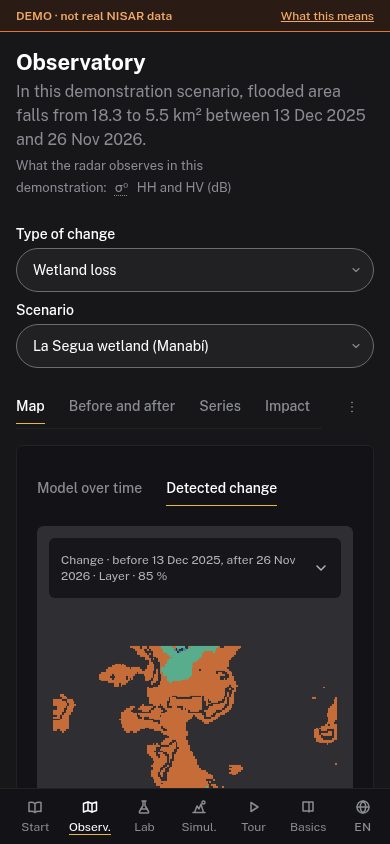 DEMO · not real NISAR data
What this means
Observatory
In this demonstration scenario, flooded area
falls from 18.3 to 5.5 km² between 13 Dec 2025
and 26 Nov 2026.
What the radar observes in this
demonstration: σ⁰ HH and HV (dB)
Type of change
Wetland loss
Scenario
La Segua wetland (Manabí)
Map Before and after Series Impact
Model over time Detected change
Change · before 13 Dec 2025, after 26 Nov
2026 · Layer · 85 %
Start Observ. Lab Simul. Tour Basics EN